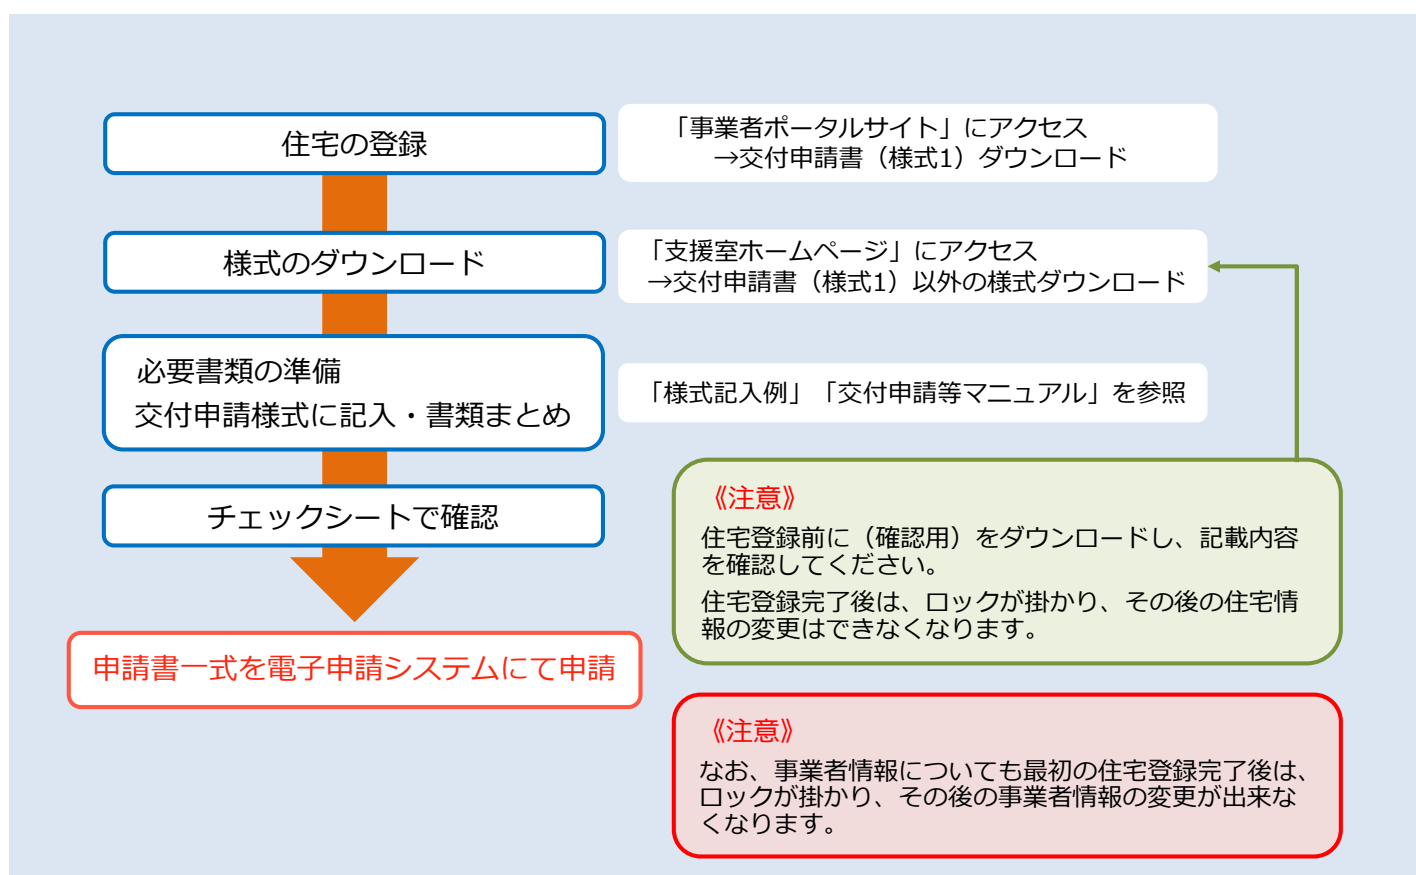 住宅の登録
「事業者ポータルサイト」にアクセス
→交付申請書（様式1）ダウンロード
様式のダウンロード
「支援室ホームページ」にアクセス
→交付申請書（様式1）以外の様式ダウンロード
必要書類の準備
交付申請様式に記入・書類まとめ
「様式記入例」「交付申請等マニュアル」を参照
チェックシートで確認
申請書一式を電子申請システムにて申請
《注意》
住宅登録前に（確認用）をダウンロードし、記載内容
を確認してください。
住宅登録完了後は、ロックが掛かり、その後の住宅情
報の変更はできなくなります。
《注意》
なお、事業者情報についても最初の住宅登録完了後は、
ロックが掛かり、その後の事業者情報の変更が出来な
くなります。